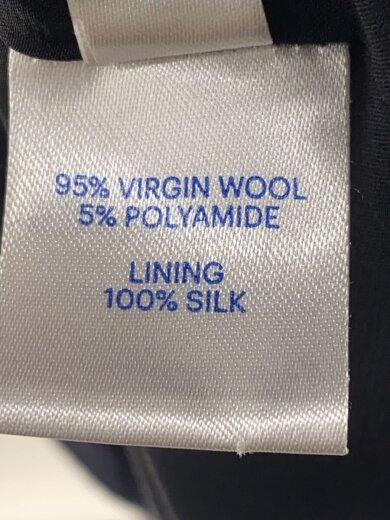 95% VIRGIN WOOL
5% POLYAMIDE
LINING
100% SILK